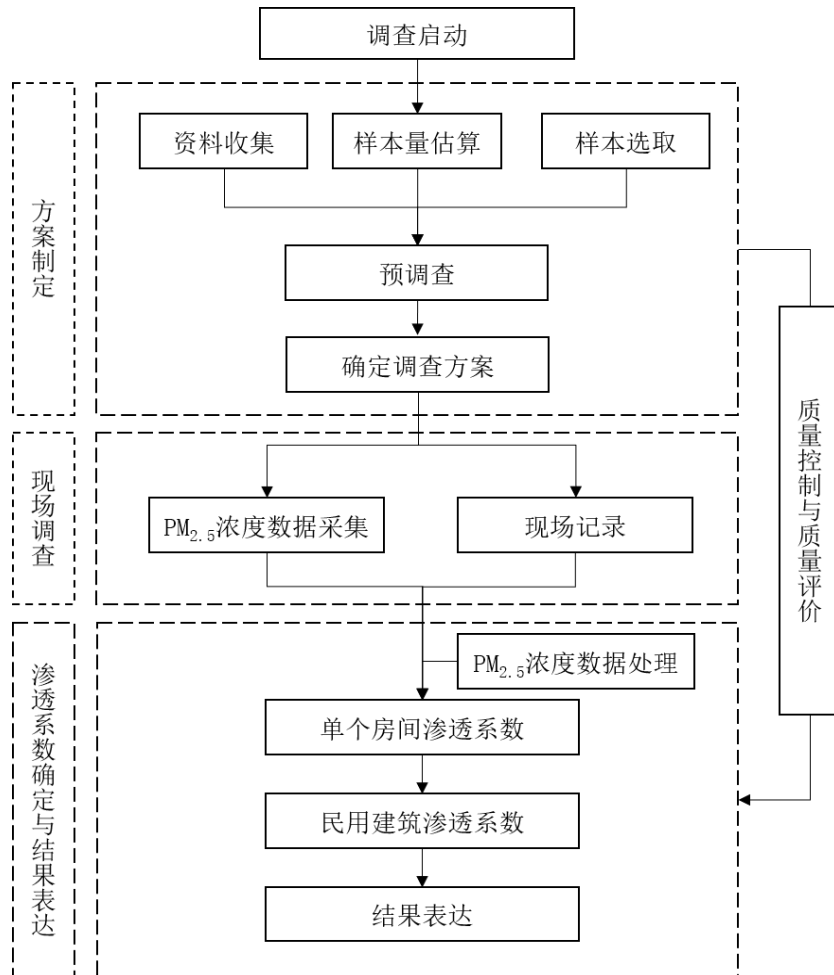 调查启动
方案制定
资料收集
样本量估算
样本选取
预调查
确定调查方案
现场调查
PM2.5浓度数据采集
现场记录
质量控制与质量评价
渗透系数确定与结果表达
PM2.5浓度数据处理
单个房间渗透系数
民用建筑渗透系数
结果表达